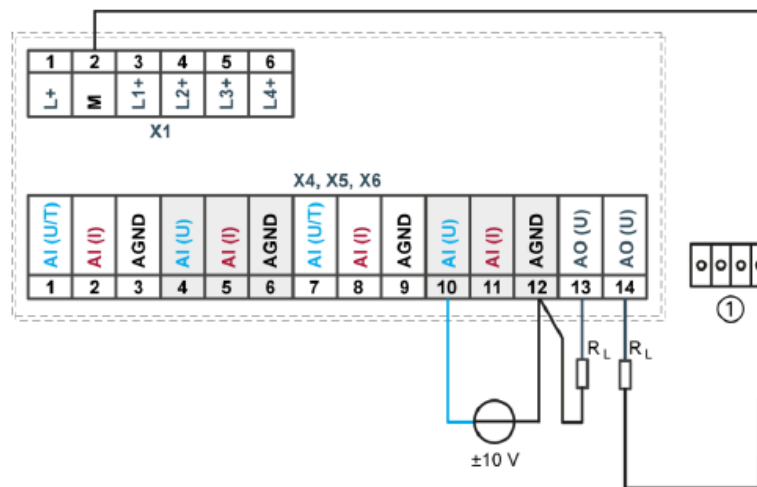 1 2 3 4 5 6
L+ M L1+ L2+ L3+ L4+
X1
X4, X5, X6
AI (U/T) AI (I) AGND AI (U) AI (I) AGND AI (U/T) AI (I) AGND AI (U) AI (I) AGND AO (U) AO (U)
1 2 3 4 5 6 7 8 9 10 11 12 13 14
①
RL RL
±10 V